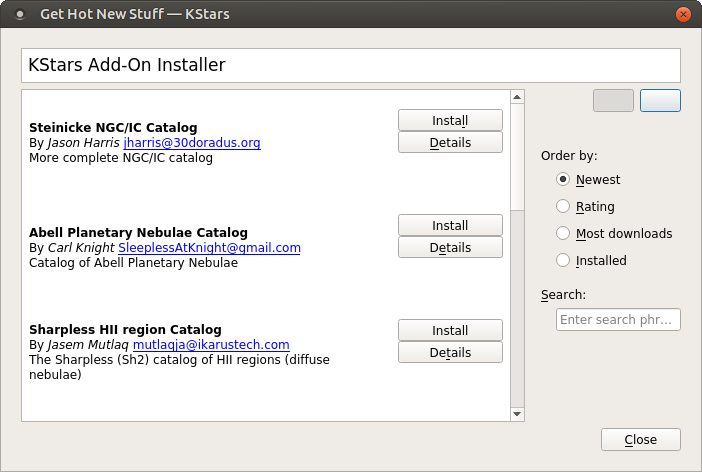 Get Hot New Stuff — KStars
KStars Add-On Installer
Steinicke NGC/IC Catalog
By Jason Harris jharris@30doradus.org
More complete NGC/IC catalog
Install
Details
Abell Planetary Nebulae Catalog
By Carl Knight SleeplessAtKnight@gmail.com
Catalog of Abell Planetary Nebulae
Install
Details
Sharpless HII region Catalog
By Jasem Mutlaq mutlaqja@ikarustech.com
The Sharpless (Sh2) catalog of HII regions (diffuse
nebulae)
Install
Details
Order by:
Newest
Rating
Most downloads
Installed
Search:
Enter search phr...
Close